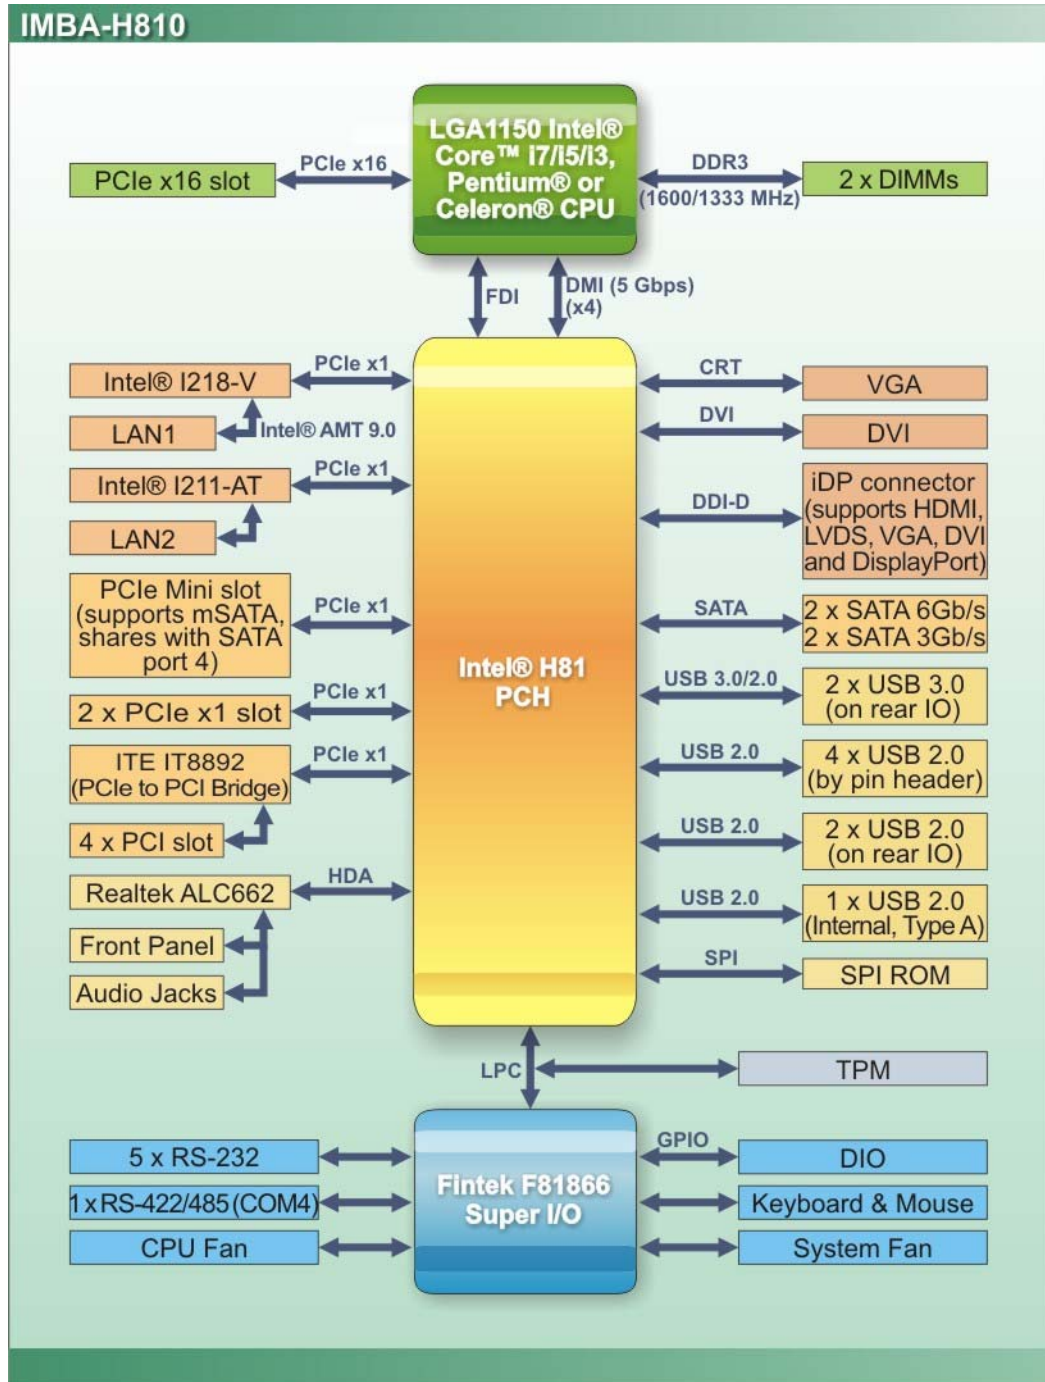 IMBA-H810
LGA1150 Intel®
Core™ i7/i5/i3,
Pentium® or
Celeron® CPU
PCIe x16 slot
PCIe x16
DDR3
(1600/1333 MHz)
2 x DIMMs
FDI
DMI (5 Gbps)
(x4)
Intel® I218-V
PCIe x1
LAN1
Intel® AMT 9.0
Intel® I211-AT
PCIe x1
LAN2
PCIe Mini slot
(supports mSATA,
shares with SATA
port 4)
PCIe x1
2 x PCIe x1 slot
PCIe x1
ITE IT8892
(PCIe to PCI Bridge)
PCIe x1
4 x PCI slot
Realtek ALC662
HDA
Front Panel
Audio Jacks
Intel® H81
PCH
CRT
VGA
DVI
DVI
DDI-D
iDP connector
(supports HDMI,
LVDS, VGA, DVI
and DisplayPort)
SATA
2 x SATA 6Gb/s
2 x SATA 3Gb/s
USB 3.0/2.0
2 x USB 3.0
(on rear IO)
USB 2.0
4 x USB 2.0
(by pin header)
USB 2.0
2 x USB 2.0
(on rear IO)
USB 2.0
1 x USB 2.0
(Internal, Type A)
SPI
SPI ROM
LPC
TPM
5 x RS-232
1 x RS-422/485 (COM4)
CPU Fan
Fintek F81866
Super I/O
GPIO
DIO
Keyboard & Mouse
System Fan